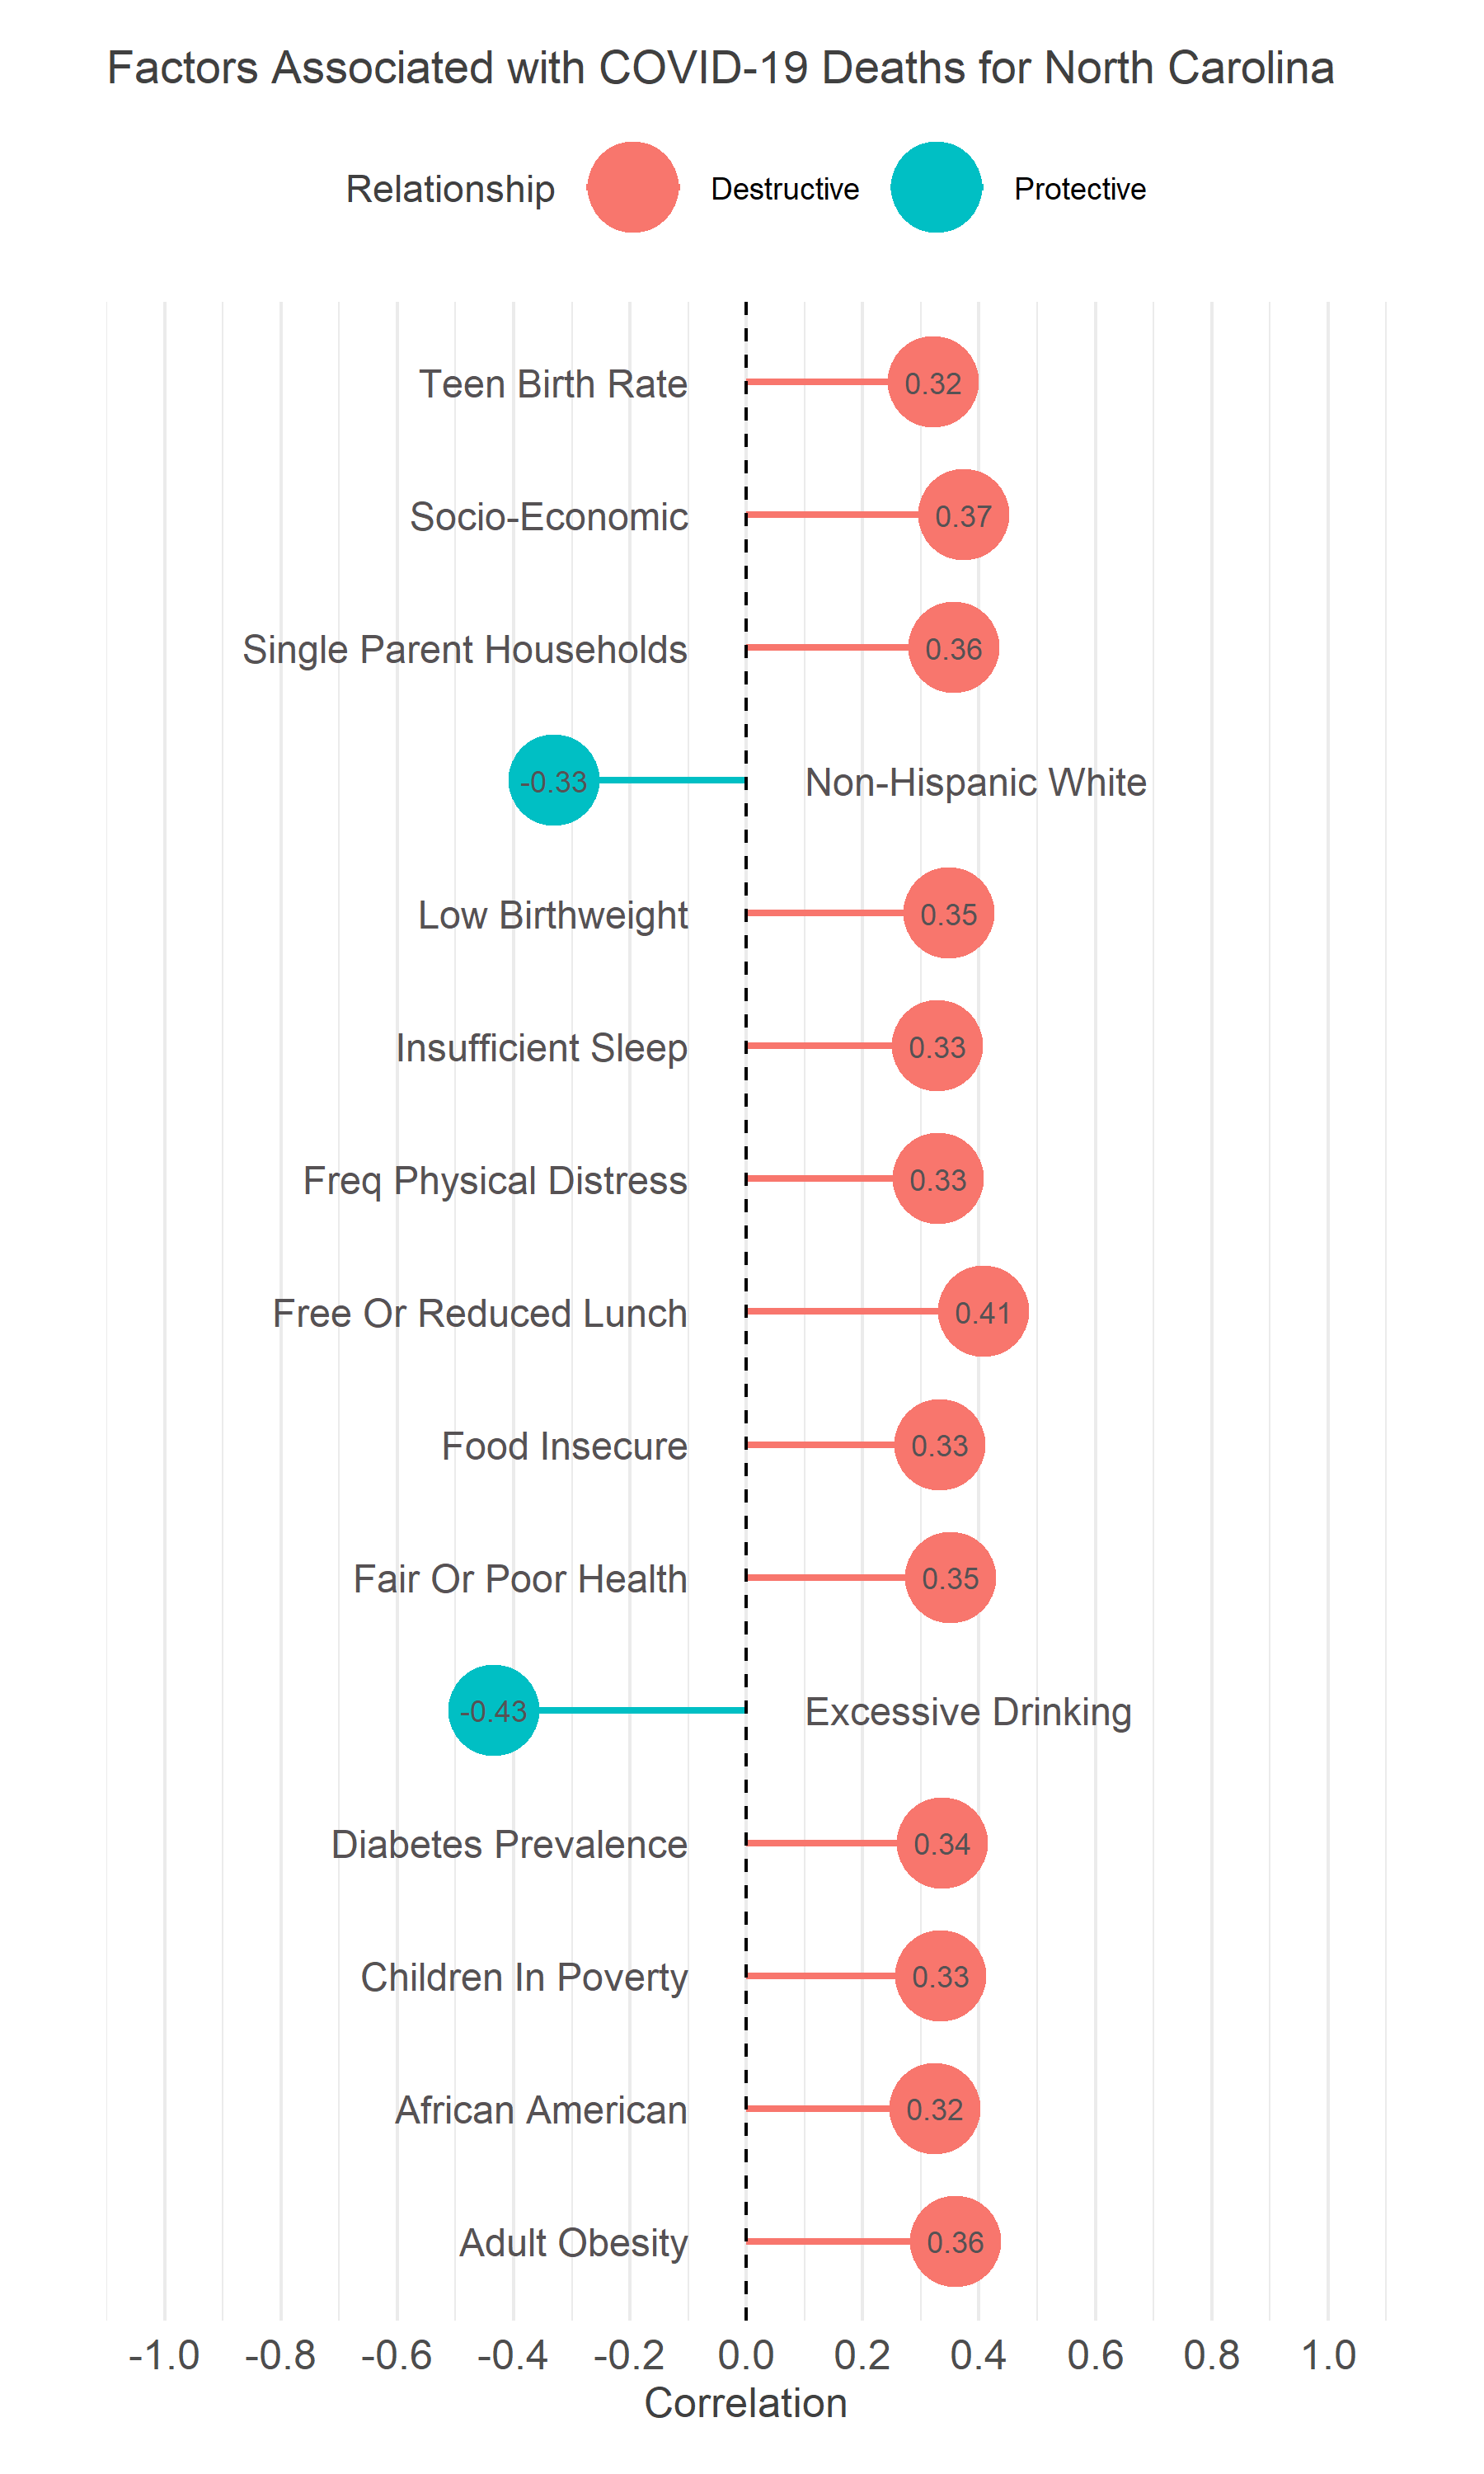 Factors Associated with COVID-19 Deaths for North Carolina
Relationship Destructive Protective
Teen Birth Rate 0.32
Socio-Economic 0.37
Single Parent Households 0.36
-0.33 Non-Hispanic White
Low Birthweight 0.35
Insufficient Sleep 0.33
Freq Physical Distress 0.33
Free Or Reduced Lunch 0.41
Food Insecure 0.33
Fair Or Poor Health 0.35
-0.43 Excessive Drinking
Diabetes Prevalence 0.34
Children In Poverty 0.33
African American 0.32
Adult Obesity 0.36
-1.0 -0.8 -0.6 -0.4 -0.2 0.0 0.2 0.4 0.6 0.8 1.0
Correlation